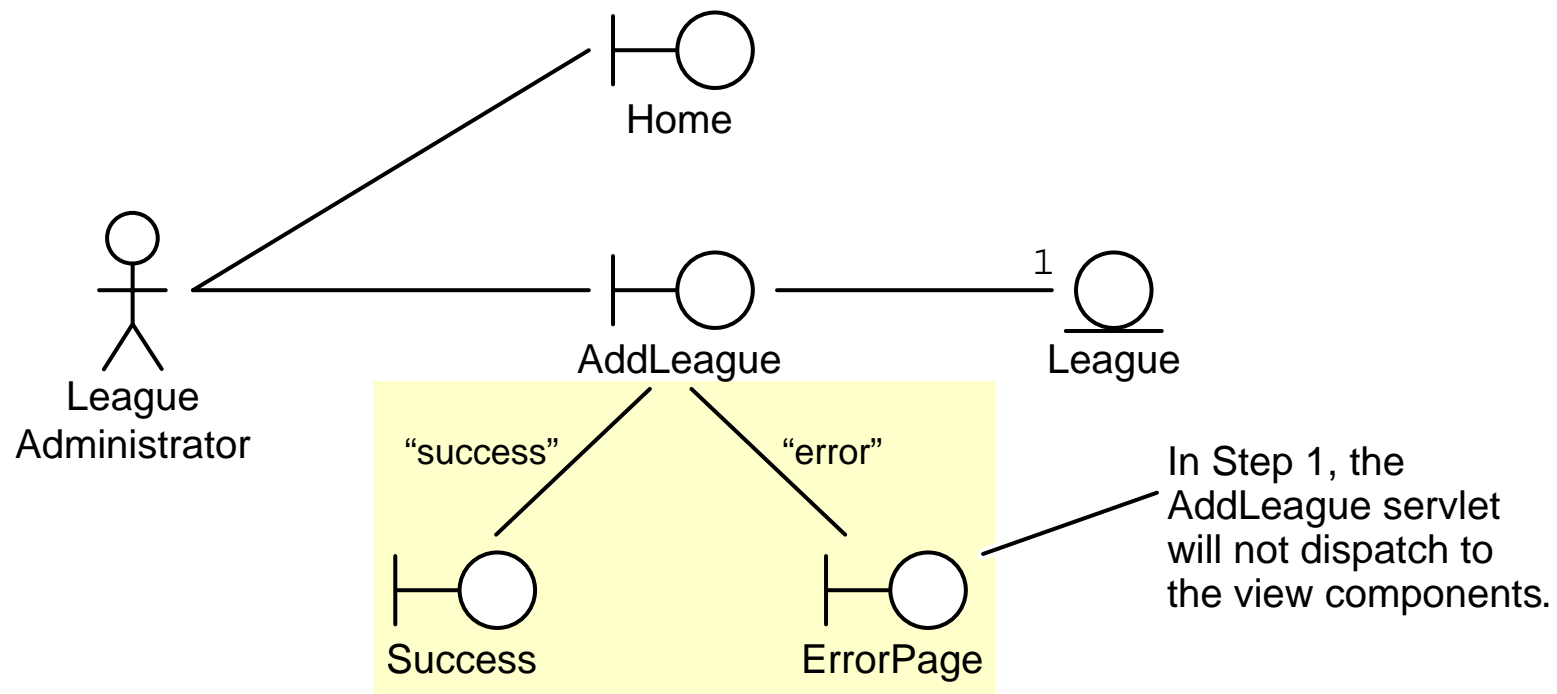 Home
1
AddLeague
League
League
Administrator
“success”
“error”
In Step 1, the
AddLeague servlet
will not dispatch to
the view components.
Success
ErrorPage